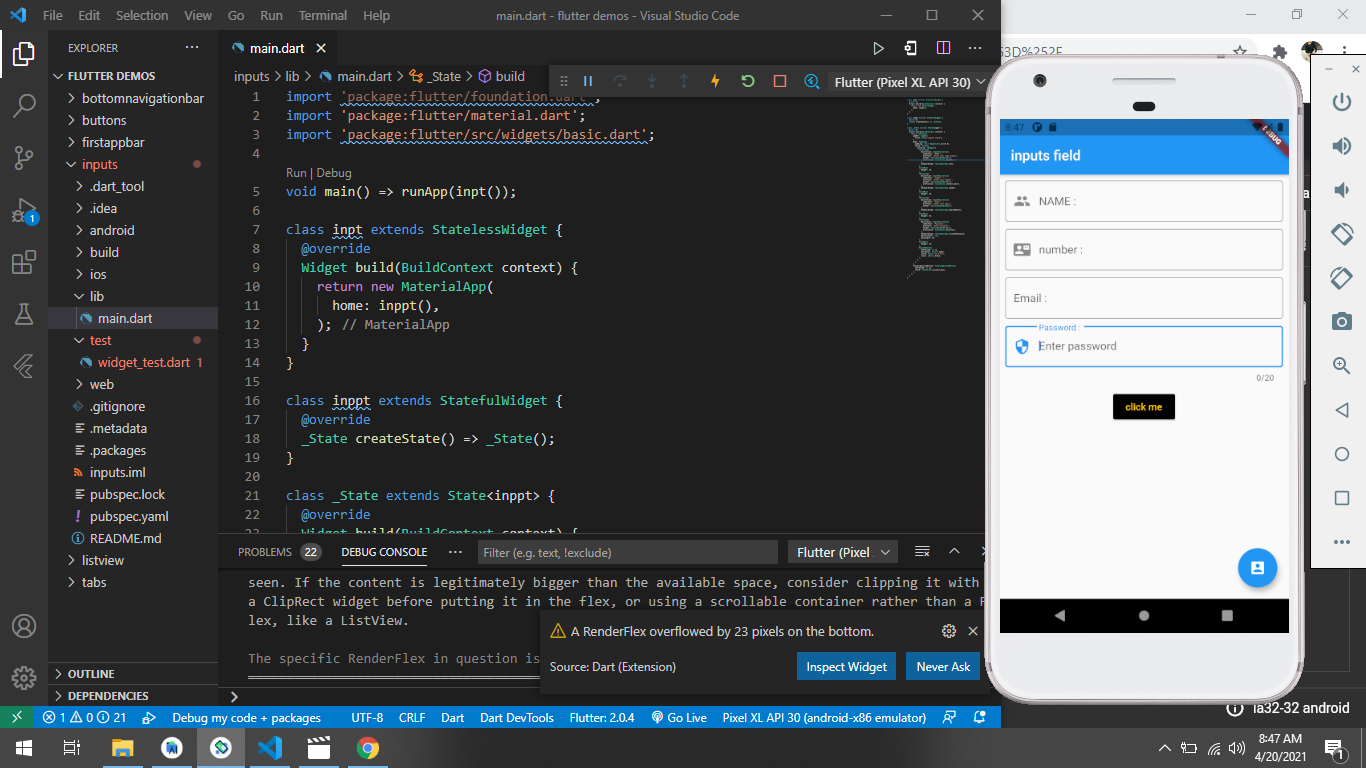 File Edit Selection View Go Run Terminal Help
main.dart - flutter demos - Visual Studio Code
EXPLORER
FLUTTER DEMOS
bottomnavigationbar
buttons
firstappbar
inputs
.dart_tool
.idea
android
build
ios
lib
main.dart
test
widget_test.dart 1
web
.gitignore
.metadata
.packages
inputs.iml
pubspec.lock
pubspec.yaml
README.md
listview
tabs
OUTLINE
DEPENDENCIES
1
main.dart
inputs > lib > main.dart > _State > build
Flutter (Pixel XL API 30)
1 import 'package:flutter/foundation.dart';
2 import 'package:flutter/material.dart';
3 import 'package:flutter/src/widgets/basic.dart';
4
Run | Debug
5 void main() => runApp(inpt());
6
7 class inpt extends StatelessWidget {
8 @override
9 Widget build(BuildContext context) {
10 return new MaterialApp(
11 home: inppt(),
12 ); // MaterialApp
13 }
14 }
15
16 class inppt extends StatefulWidget {
17 @override
18 _State createState() => _State();
19 }
20
21 class _State extends State<inppt> {
22 @override
23 Widget build(BuildContext context) {
PROBLEMS 22 DEBUG CONSOLE
Filter (e.g. text, !exclude)
Flutter (Pixel
seen. If the content is legitimately bigger than the available space, consider clipping it with
a ClipRect widget before putting it in the flex, or using a scrollable container rather than a F
lex, like a ListView.
The specific RenderFlex in question is
A RenderFlex overflowed by 23 pixels on the bottom.
Source: Dart (Extension)
Inspect Widget
Never Ask
1 0 21 Debug my code + packages UTF-8 CRLF Dart Dart DevTools Flutter: 2.0.4 Go Live Pixel XL API 30 (android-x86 emulator)
3D%252F
8:47
DEBUG
inputs field
NAME :
number :
Email :
Password :
Enter password
0/20
click me
ia32-32 android
8:47 AM
4/20/2021
1